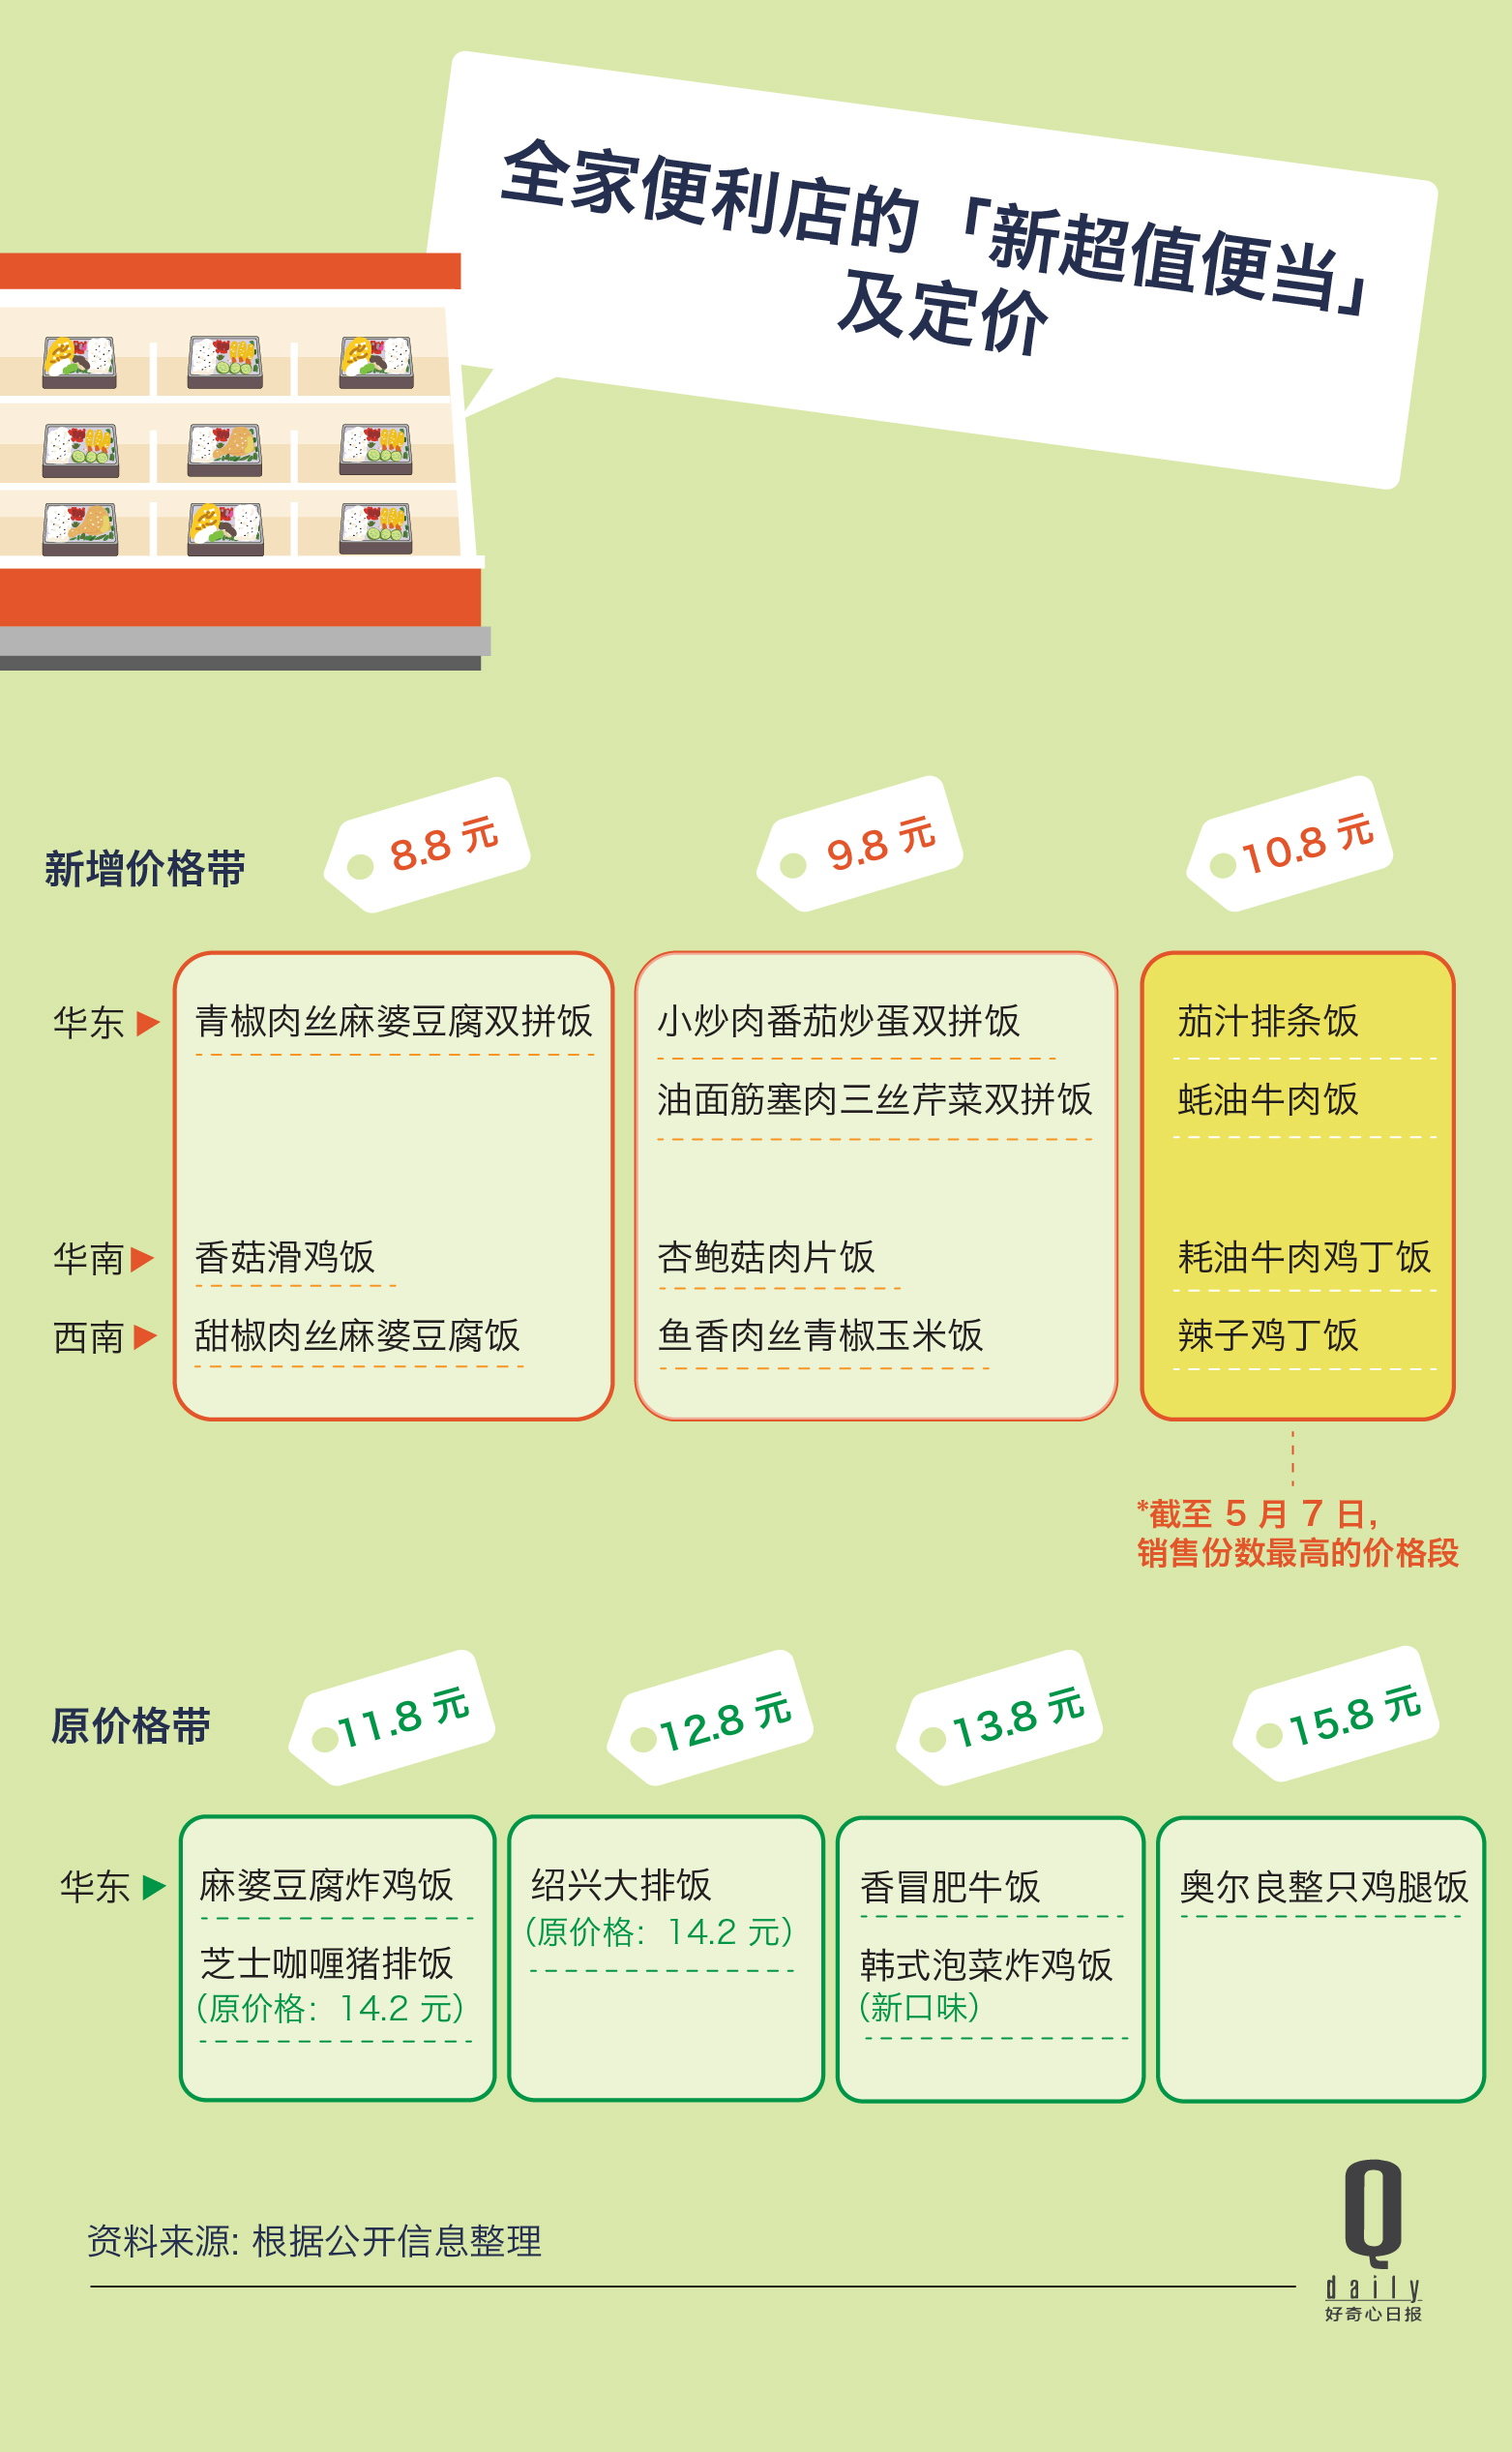 全家便利店的「新超值便当」
及定价
新增价格带
8.8 元
9.8 元
10.8 元
华东
青椒肉丝麻婆豆腐双拼饭
小炒肉番茄炒蛋双拼饭
茄汁排条饭
油面筋塞肉三丝芹菜双拼饭
蚝油牛肉饭
华南
香菇滑鸡饭
杏鲍菇肉片饭
耗油牛肉鸡丁饭
西南
甜椒肉丝麻婆豆腐饭
鱼香肉丝青椒玉米饭
辣子鸡丁饭
*截至 5 月 7 日,
销售份数最高的价格段
原价格带
11.8 元
12.8 元
13.8 元
15.8 元
华东
麻婆豆腐炸鸡饭
芝士咖喱猪排饭
(原价格: 14.2 元)
绍兴大排饭
(原价格: 14.2 元)
香冒肥牛饭
韩式泡菜炸鸡饭
(新口味)
奥尔良整只鸡腿饭
资料来源: 根据公开信息整理
Q
daily
好奇心日报